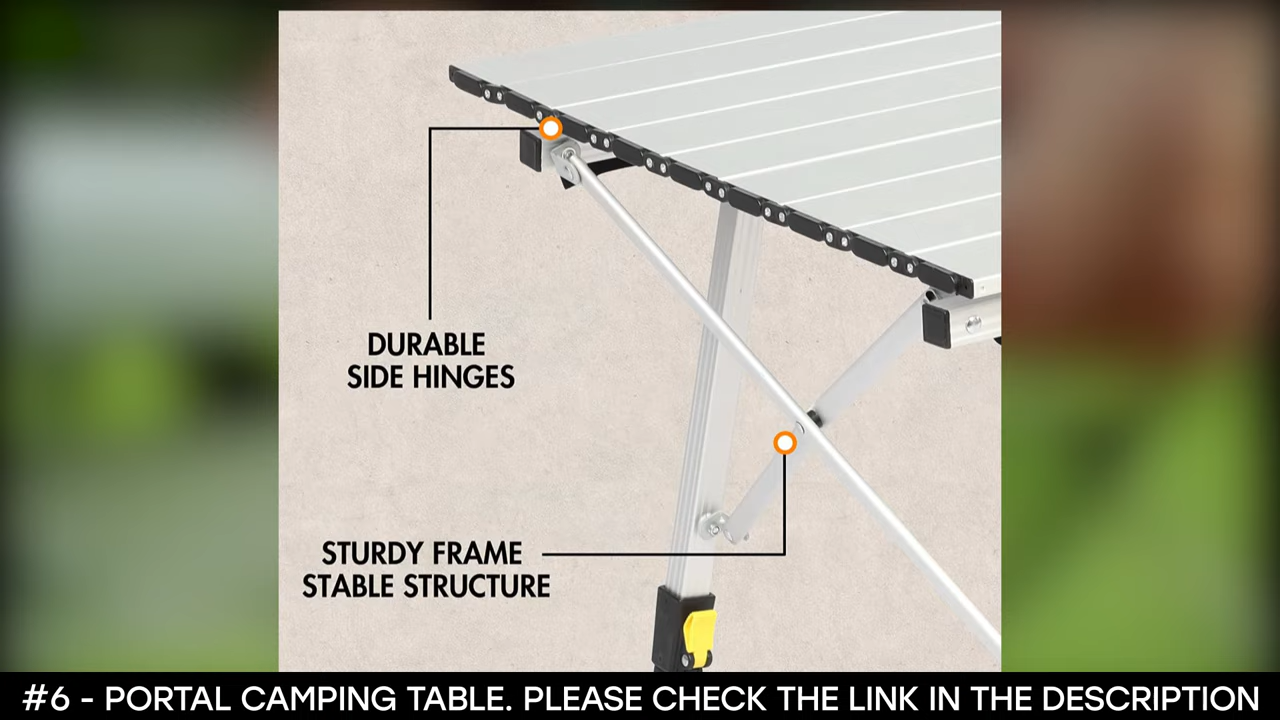 DURABLE
SIDE HINGES
STURDY FRAME
STABLE STRUCTURE
#6 - PORTAL CAMPING TABLE. PLEASE CHECK THE LINK IN THE DESCRIPTION